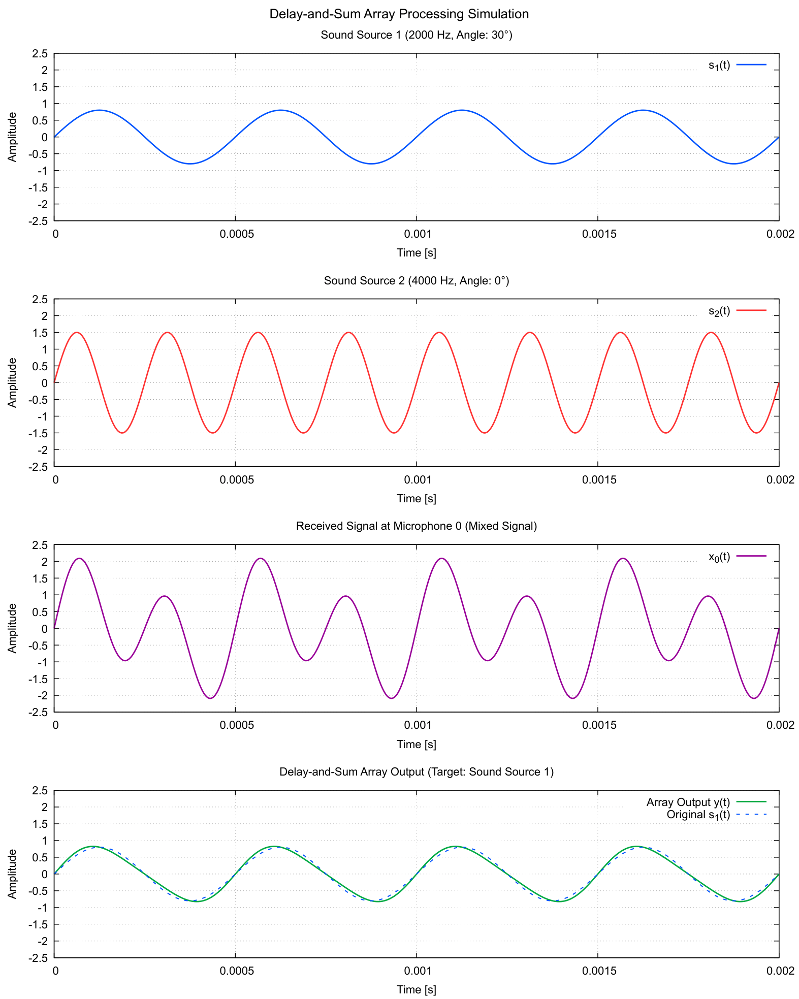 Delay-and-Sum Array Processing Simulation
Sound Source 1 (2000 Hz, Angle: 30°)
s1(t)
Amplitude
2.5
2
1.5
1
0.5
0
-0.5
-1
-1.5
-2
-2.5
0 0.0005 0.001 0.0015 0.002
Time [s]
Sound Source 2 (4000 Hz, Angle: 0°)
s2(t)
Amplitude
2.5
2
1.5
1
0.5
0
-0.5
-1
-1.5
-2
-2.5
0 0.0005 0.001 0.0015 0.002
Time [s]
Received Signal at Microphone 0 (Mixed Signal)
x0(t)
Amplitude
2.5
2
1.5
1
0.5
0
-0.5
-1
-1.5
-2
-2.5
0 0.0005 0.001 0.0015 0.002
Time [s]
Delay-and-Sum Array Output (Target: Sound Source 1)
Array Output y(t)
Original s1(t)
Amplitude
2.5
2
1.5
1
0.5
0
-0.5
-1
-1.5
-2
-2.5
0 0.0005 0.001 0.0015 0.002
Time [s]